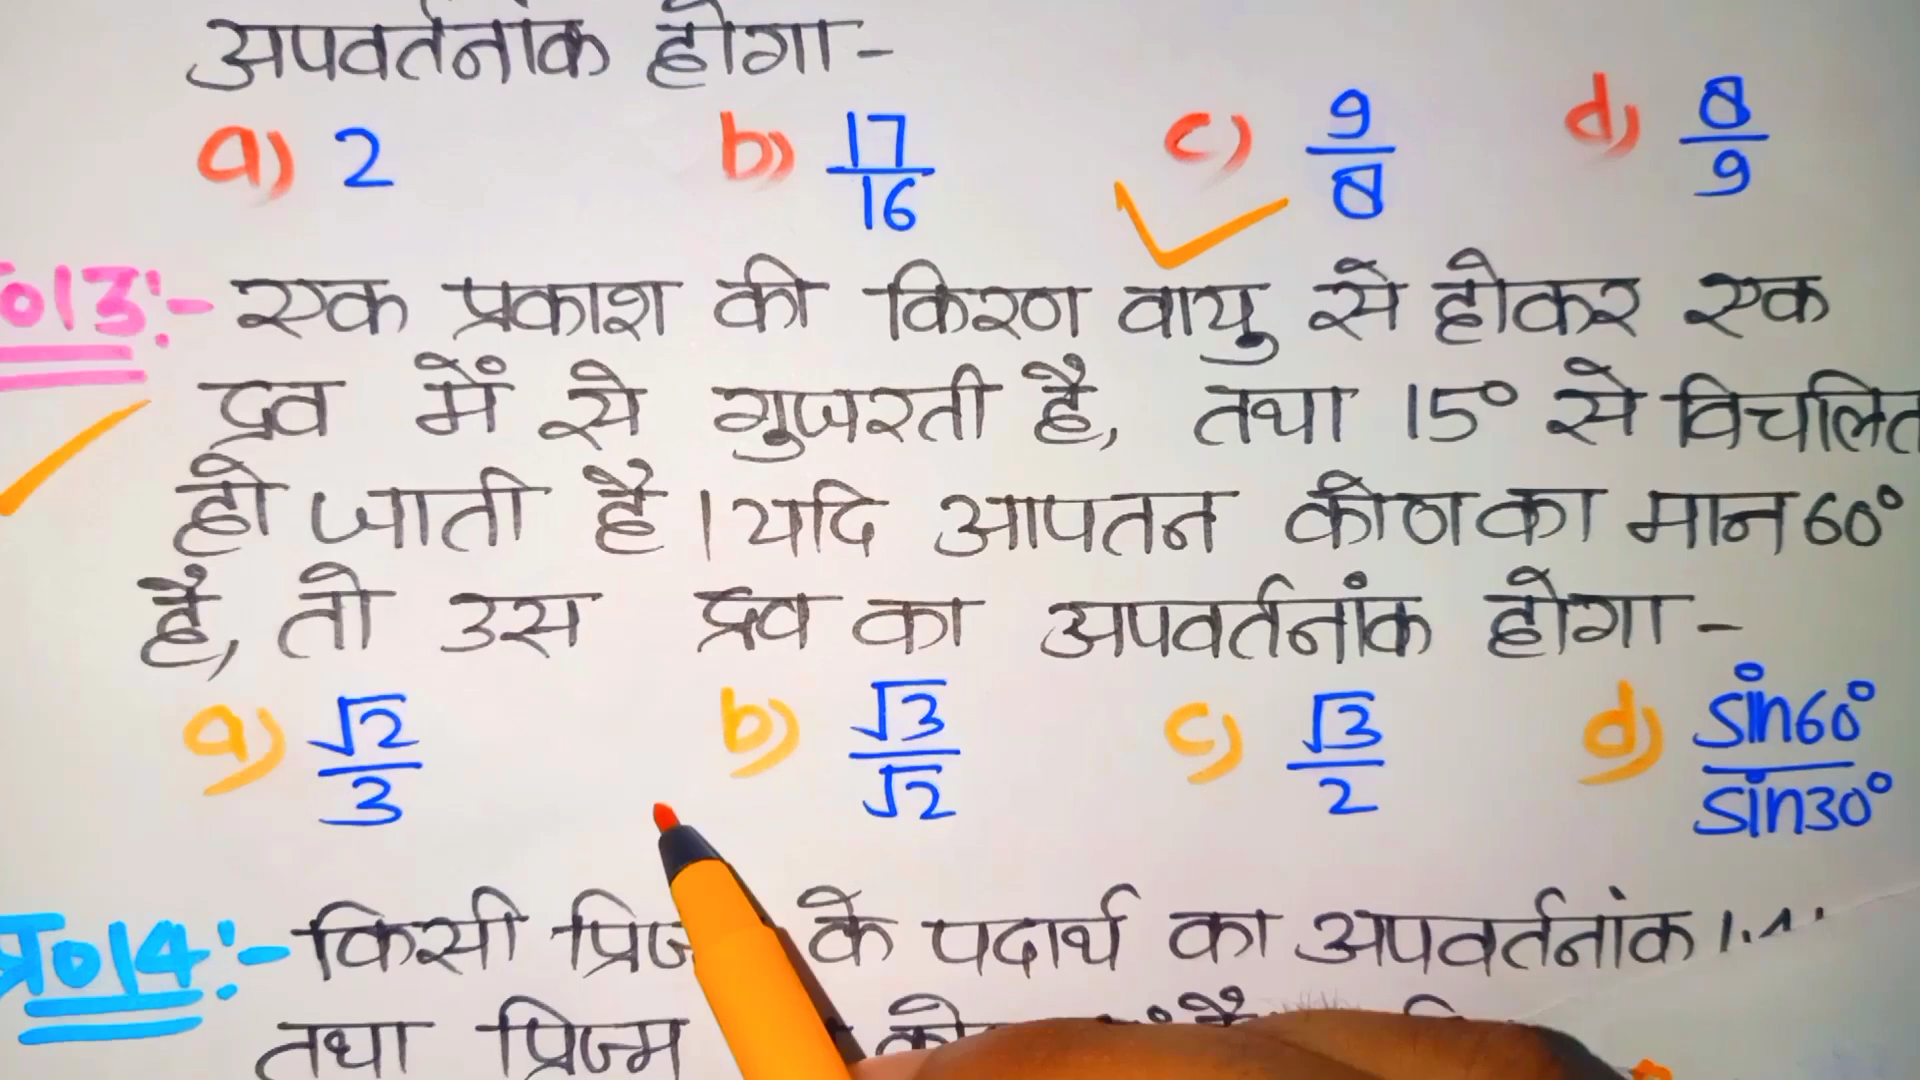 अपवर्तनांक होगा-
a) 2 b) 17/16 c) 9/8 d) 8/9
प्र०13:- एक प्रकाश की किरण वायु से होकर एक
द्रव में से गुजरती है, तथा 15° से विचलित
हो जाती है। यदि आपतन कोण का मान 60°
है, तो उस द्रव का अपवर्तनांक होगा-
a) √2/3 b) √3/√2 c) √3/2 d) sin60°/sin30°
प्र०14:- किसी के पदार्थ का अपवर्तनांक
तथा प्रिज्म